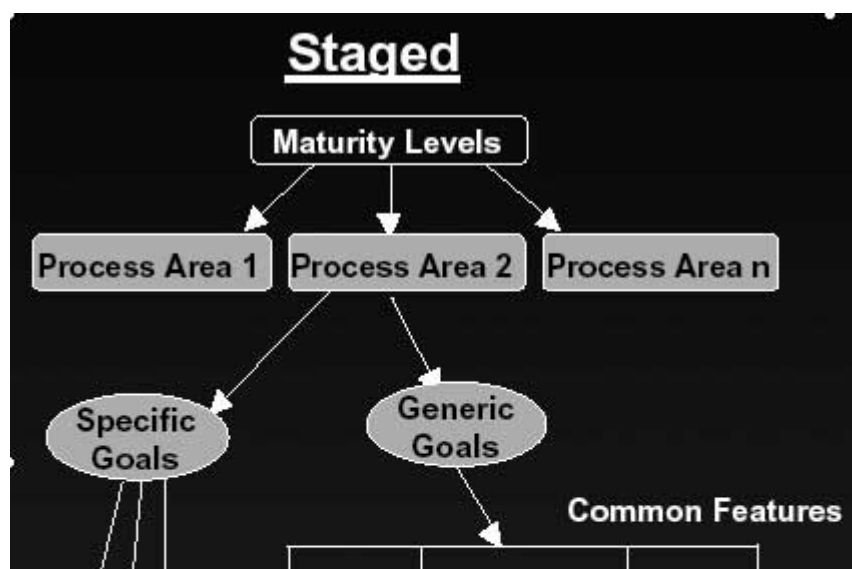 Staged
Maturity Levels
Process Area 1
Process Area 2
Process Area n
Specific
Goals
Generic
Goals
Common Features